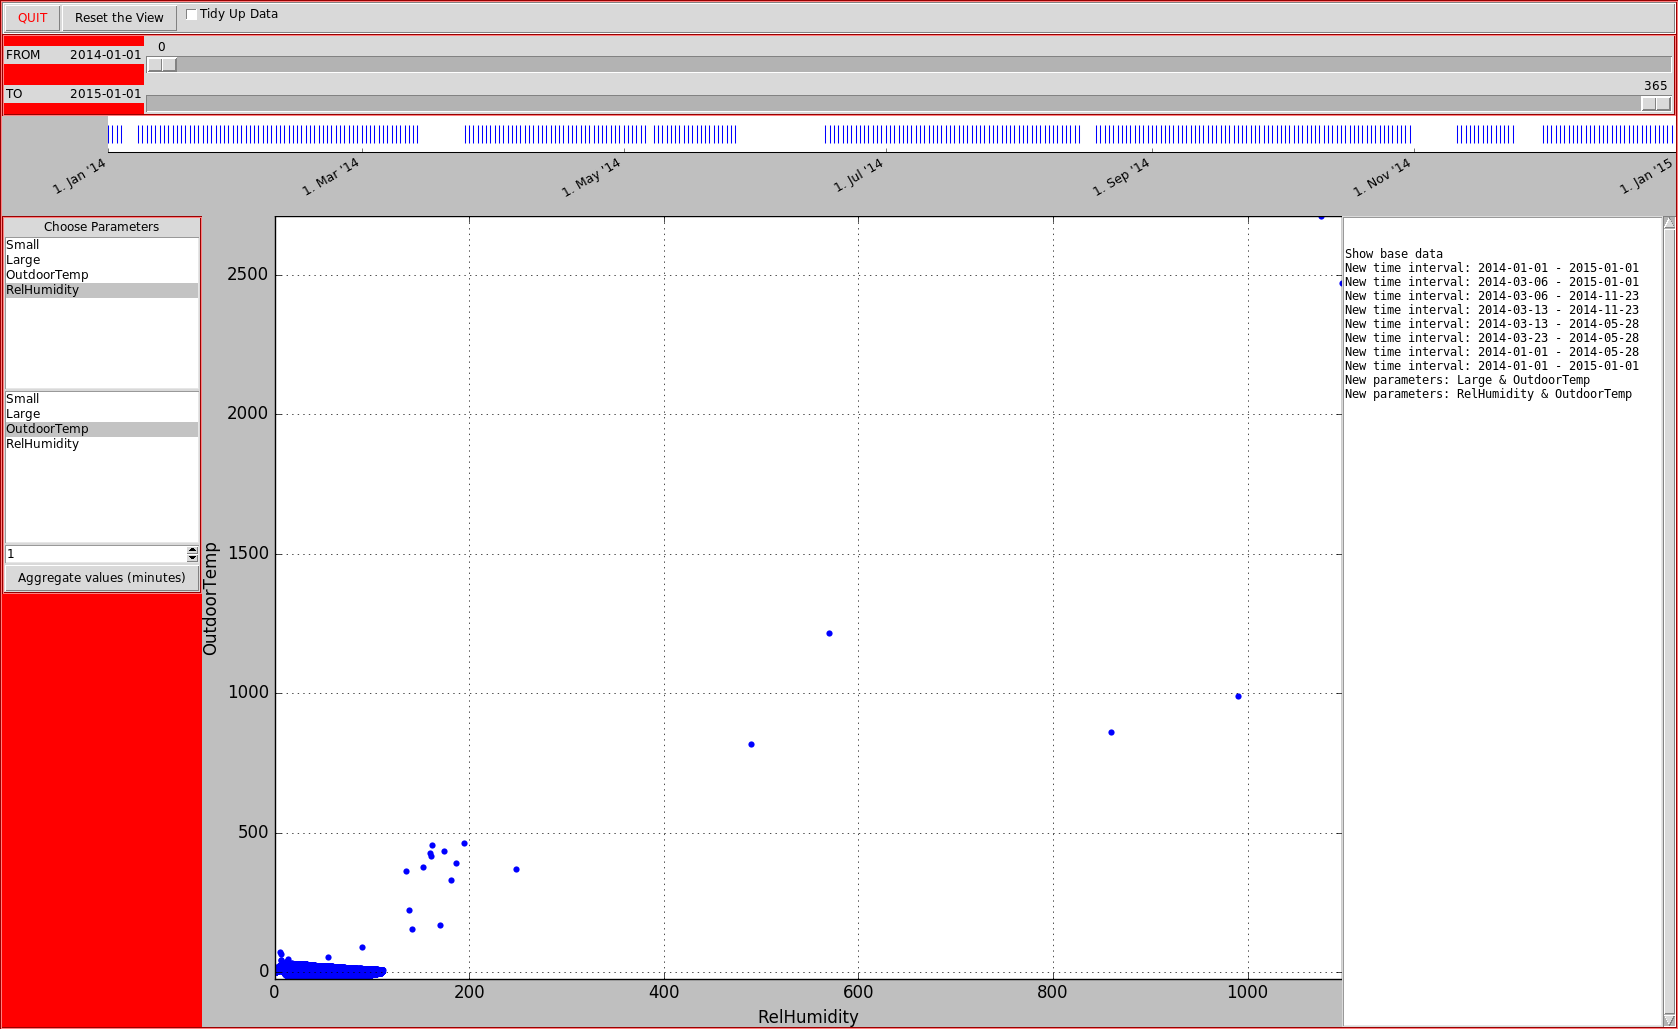 QUIT Reset the View Tidy Up Data
0
FROM 2014-01-01
365
TO 2015-01-01
1. Jan '14 1. Mar '14 1. May '14 1. Jul '14 1. Sep '14 1. Nov '14 1. Jan '15
Choose Parameters
Small
Large
OutdoorTemp
RelHumidity
Small
Large
OutdoorTemp
RelHumidity
1
Aggregate values (minutes)
OutdoorTemp
2500
2000
1500
1000
500
0
0 200 400 600 800 1000
RelHumidity
Show base data
New time interval: 2014-01-01 - 2015-01-01
New time interval: 2014-03-06 - 2015-01-01
New time interval: 2014-03-06 - 2014-11-23
New time interval: 2014-03-13 - 2014-11-23
New time interval: 2014-03-13 - 2014-05-28
New time interval: 2014-03-23 - 2014-05-28
New time interval: 2014-01-01 - 2014-05-28
New time interval: 2014-01-01 - 2015-01-01
New parameters: Large & OutdoorTemp
New parameters: RelHumidity & OutdoorTemp